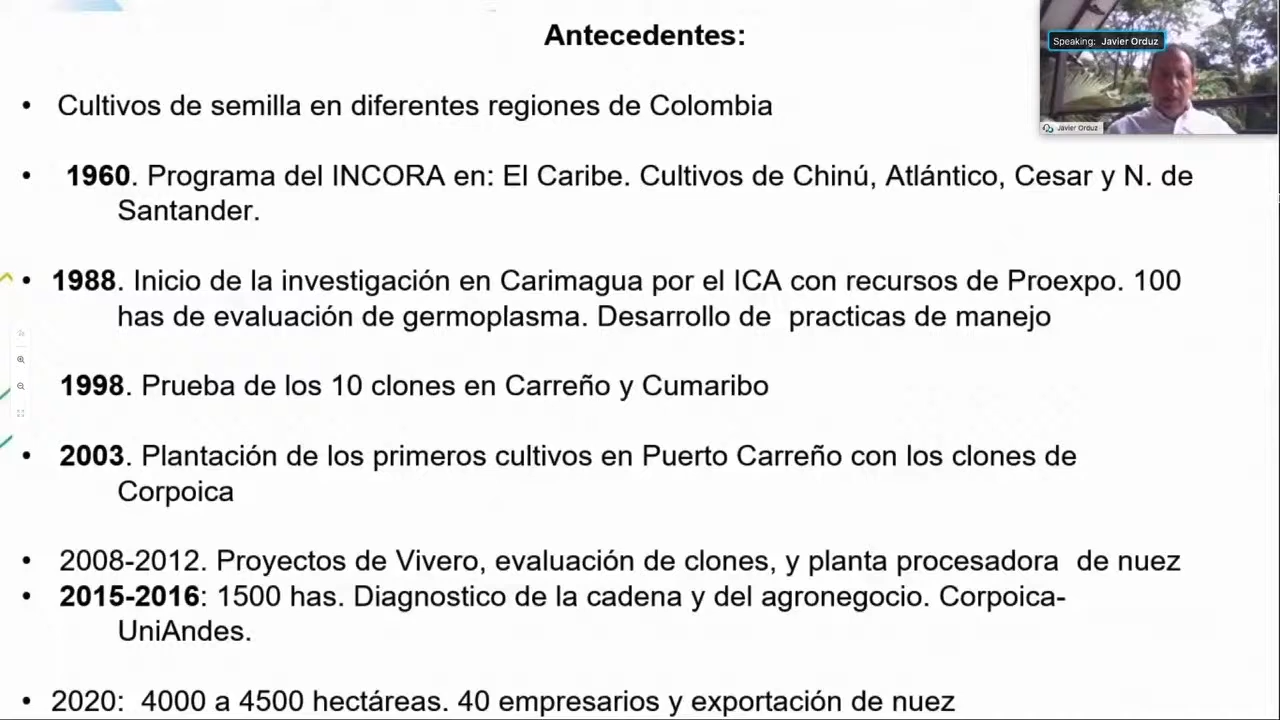 Antecedentes:
Speaking: Javier Orduz
Javier Orduz
• Cultivos de semilla en diferentes regiones de Colombia
• 1960. Programa del INCORA en: El Caribe. Cultivos de Chinú, Atlántico, Cesar y N. de
Santander.
• 1988. Inicio de la investigación en Carimagua por el ICA con recursos de Proexpo. 100
has de evaluación de germoplasma. Desarrollo de practicas de manejo
1998. Prueba de los 10 clones en Carreño y Cumaribo
• 2003. Plantación de los primeros cultivos en Puerto Carreño con los clones de
Corpoica
• 2008-2012. Proyectos de Vivero, evaluación de clones, y planta procesadora de nuez
• 2015-2016: 1500 has. Diagnostico de la cadena y del agronegocio. Corpoica-
UniAndes.
• 2020: 4000 a 4500 hectáreas. 40 empresarios y exportación de nuez